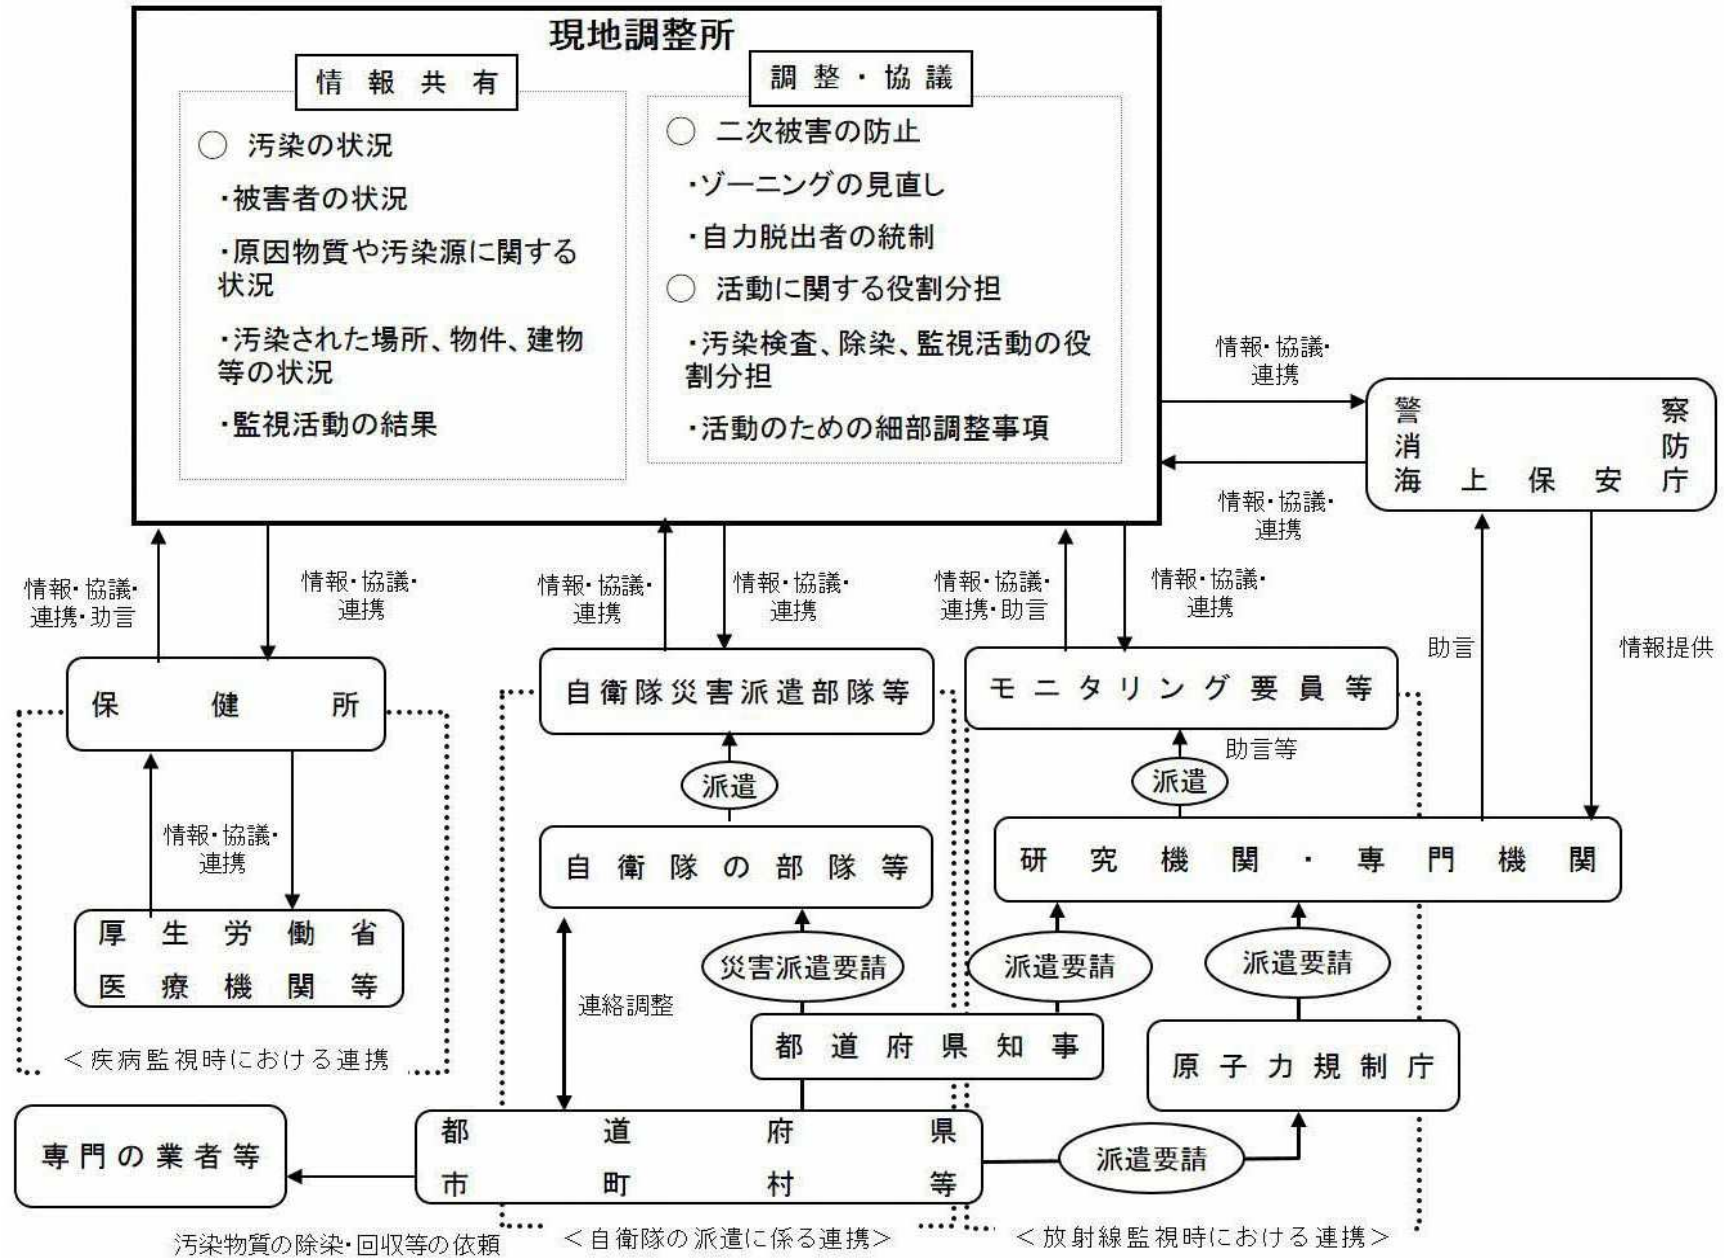 現地調整所
情報共有
○ 汚染の状況
・被害者の状況
・原因物質や汚染源に関する
状況
・汚染された場所、物件、建物
等の状況
・監視活動の結果
調整・協議
○ 二次被害の防止
・ゾーニングの見直し
・自力脱出者の統制
○ 活動に関する役割分担
・汚染検査、除染、監視活動の役
割分担
・活動のための細部調整事項
情報・協議・
連携
警察
消防
海上保安庁
情報・協議・
連携
情報・協議・
連携・助言
情報・協議・
連携
情報・協議・
連携
情報・協議・
連携
情報・協議・
連携・助言
情報・協議・
連携
助言
情報提供
保健所
自衛隊災害派遣部隊等
モニタリング要員等
派遣
派遣
助言等
情報・協議・
連携
自衛隊の部隊等
研究機関・専門機関
厚生労働省
医療機関等
連絡調整
災害派遣要請
派遣要請
派遣要請
都道府県知事
原子力規制庁
＜疾病監視時における連携
専門の業者等
都道府県
市町村等
派遣要請
汚染物質の除染・回収等の依頼
＜自衛隊の派遣に係る連携＞
＜放射線監視時における連携＞